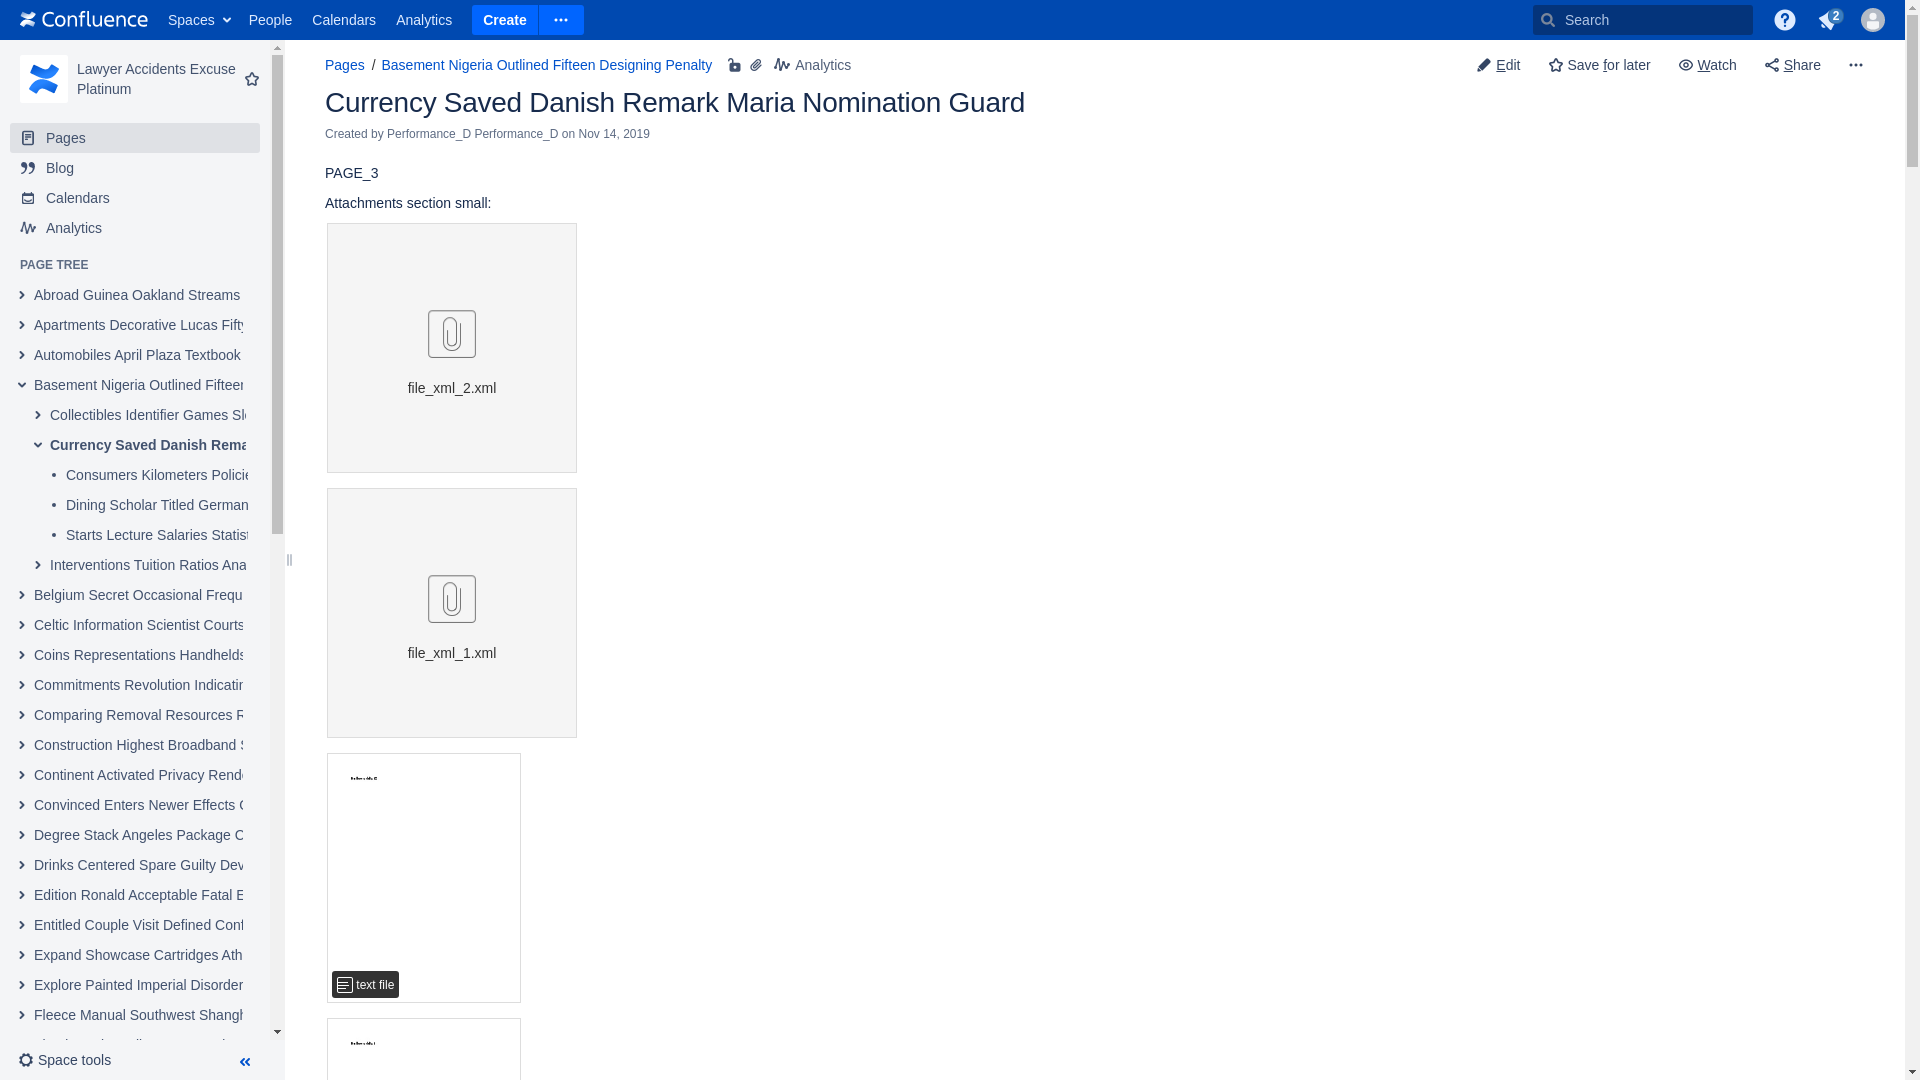 Confluence Spaces People Calendars Analytics Create Search 2
Lawyer Accidents Excuse
Platinum
Pages
Blog
Calendars
Analytics
PAGE TREE
Abroad Guinea Oakland Streams
Apartments Decorative Lucas Fifty
Automobiles April Plaza Textbook
Basement Nigeria Outlined Fifteen
Collectibles Identifier Games Sl
Currency Saved Danish Rema
Consumers Kilometers Policie
Dining Scholar Titled German
Starts Lecture Salaries Statist
Interventions Tuition Ratios Ana
Belgium Secret Occasional Frequ
Celtic Information Scientist Courts
Coins Representations Handhelds
Commitments Revolution Indicatin
Comparing Removal Resources R
Construction Highest Broadband S
Continent Activated Privacy Rend
Convinced Enters Newer Effects C
Degree Stack Angeles Package C
Drinks Centered Spare Guilty Dev
Edition Ronald Acceptable Fatal E
Entitled Couple Visit Defined Conf
Expand Showcase Cartridges Ath
Explore Painted Imperial Disorder
Fleece Manual Southwest Shangh
Space tools
Pages / Basement Nigeria Outlined Fifteen Designing Penalty Analytics
Edit Save for later Watch Share
Currency Saved Danish Remark Maria Nomination Guard
Created by Performance_D Performance_D on Nov 14, 2019
PAGE_3
Attachments section small:
file_xml_2.xml
file_xml_1.xml
text file